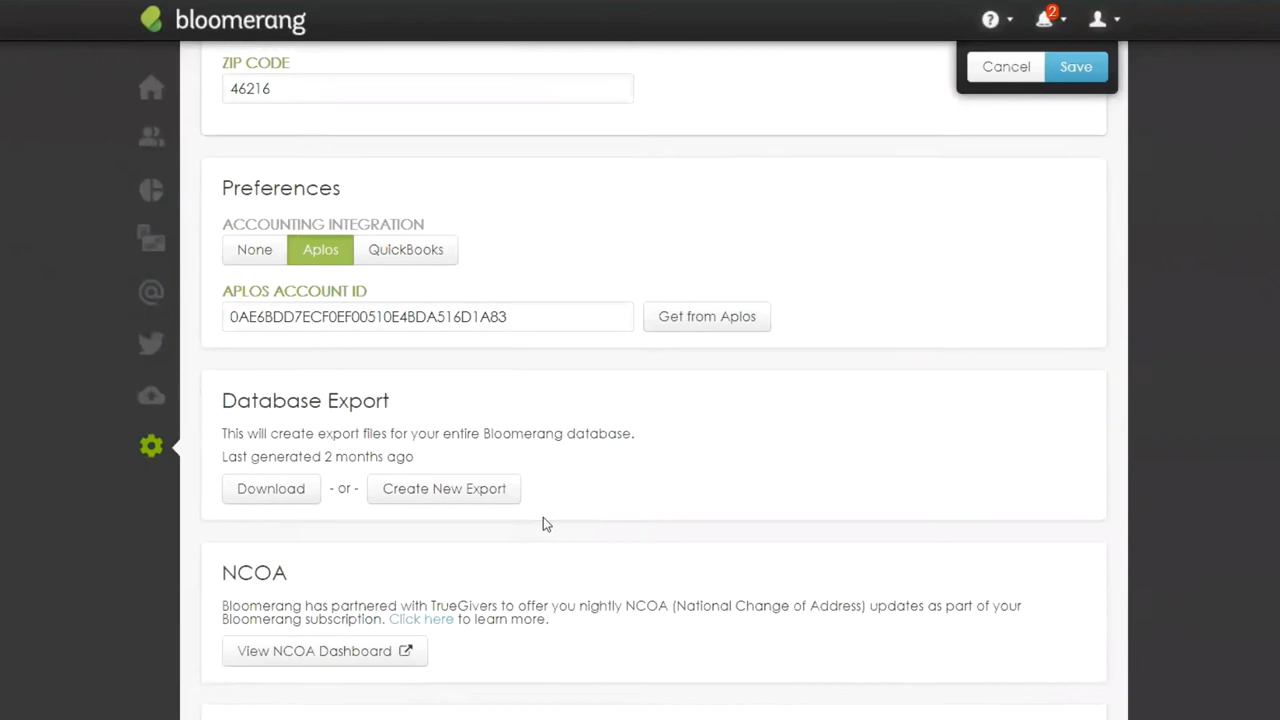 bloomerang
2
Cancel Save
ZIP CODE
46216
Preferences
ACCOUNTING INTEGRATION
None Aplos QuickBooks
APLOS ACCOUNT ID
0AE6BDD7ECF0EF00510E4BDA516D1A83 Get from Aplos
Database Export
This will create export files for your entire Bloomerang database.
Last generated 2 months ago
Download - or - Create New Export
NCOA
Bloomerang has partnered with TrueGivers to offer you nightly NCOA (National Change of Address) updates as part of your
Bloomerang subscription. Click here to learn more.
View NCOA Dashboard